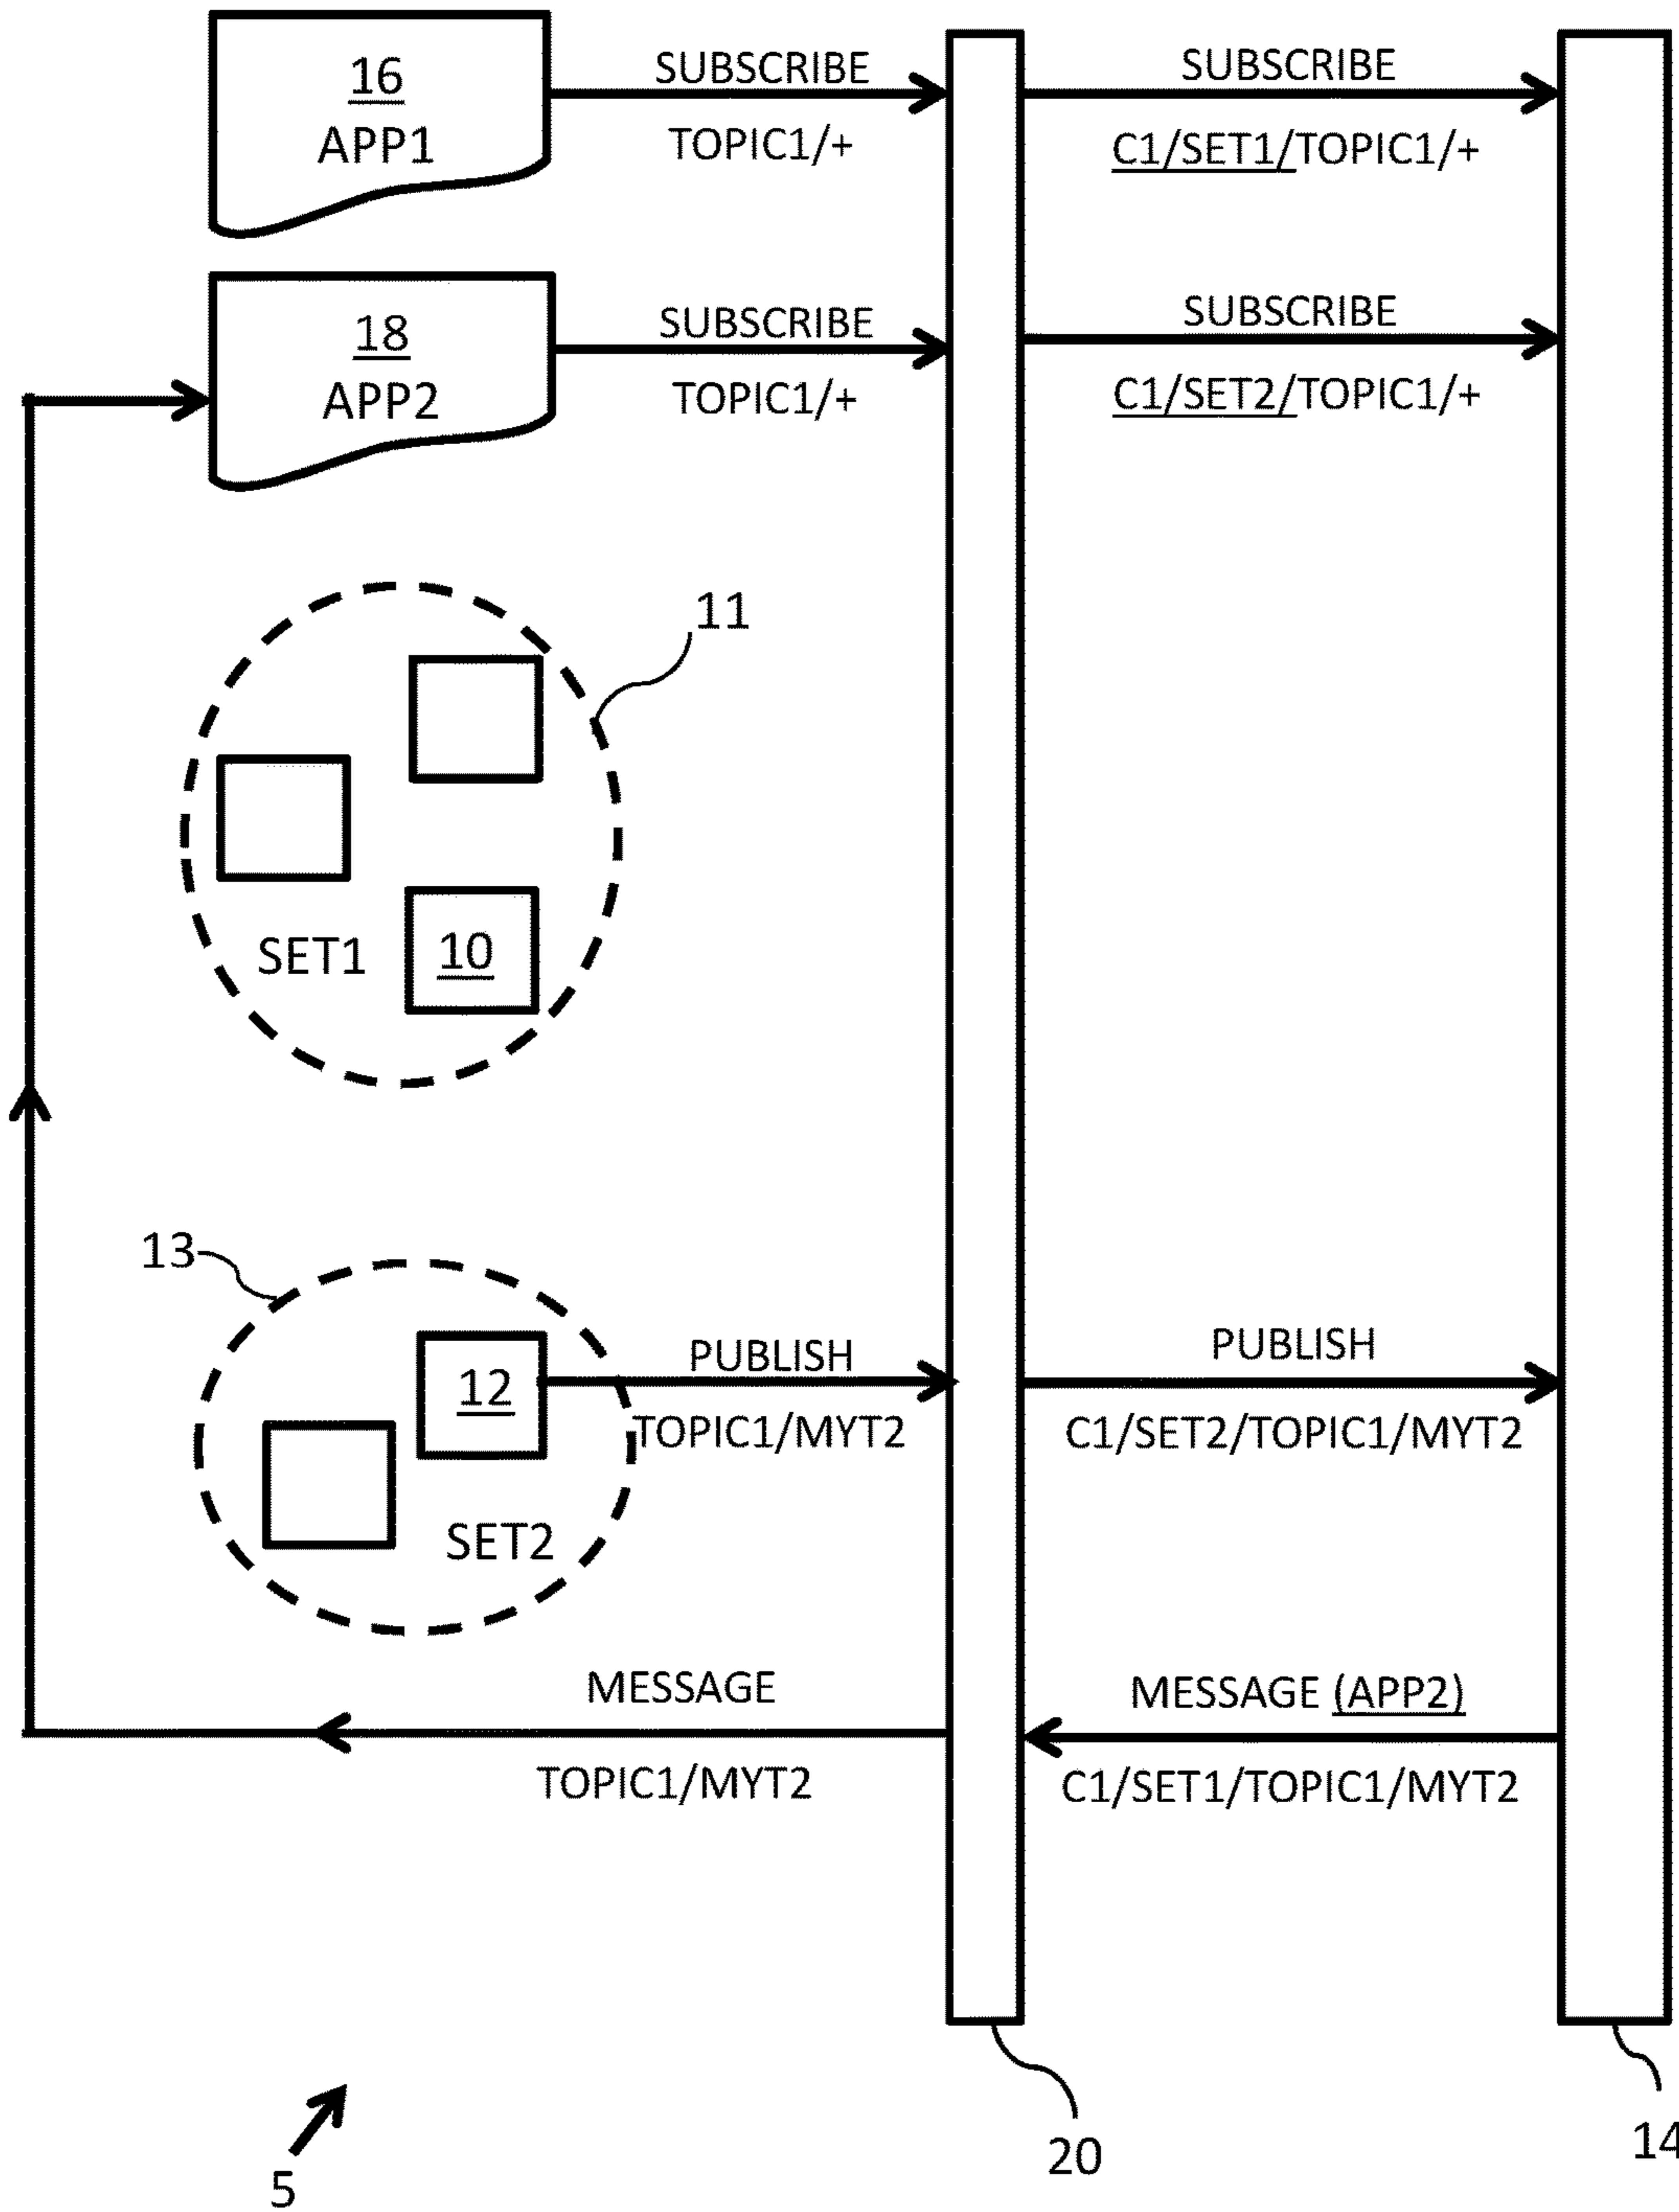 16
APP1
SUBSCRIBE
TOPIC1/+
SUBSCRIBE
C1/SET1/TOPIC1/+
18
APP2
SUBSCRIBE
TOPIC1/+
SUBSCRIBE
C1/SET2/TOPIC1/+
11
SET1
10
13
12
SET2
PUBLISH
TOPIC1/MYT2
PUBLISH
C1/SET2/TOPIC1/MYT2
MESSAGE
TOPIC1/MYT2
MESSAGE (APP2)
C1/SET1/TOPIC1/MYT2
5
20
14